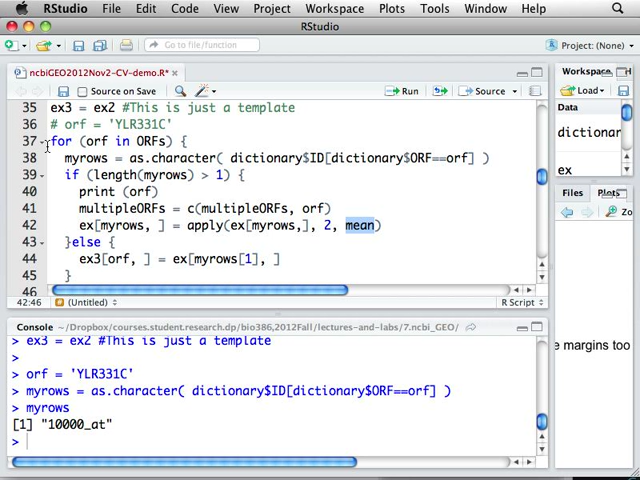 RStudio File Edit Code View Project Workspace Plots Tools Window Help
RStudio
Go to file/function
Project: (None)
ncbiGEO2012Nov2-CV-demo.R*
Source on Save
Run
Source
35 ex3 = ex2 #This is just a template
36 # orf = 'YLR331C'
37 for (orf in ORFs) {
38 myrows = as.character( dictionary$ID[dictionary$ORF==orf] )
39 if (length(myrows) > 1) {
40 print (orf)
41 multipleORFs = c(multipleORFs, orf)
42 ex[myrows, ] = apply(ex[myrows,], 2, mean)
43 }else {
44 ex3[orf, ] = ex[myrows[1], ]
45 }
46
42:46
(Untitled)
R Script
Console ~/Dropbox/courses.student.research.dp/bio386,2012Fall/lectures-and-labs/7.ncbi_GEO/
> ex3 = ex2 #This is just a template
>
> orf = 'YLR331C'
> myrows = as.character( dictionary$ID[dictionary$ORF==orf] )
> myrows
[1] "10000_at"
>
Workspace
Load
Data
dictionary
ex
Files
Plots
Zoo
e margins too